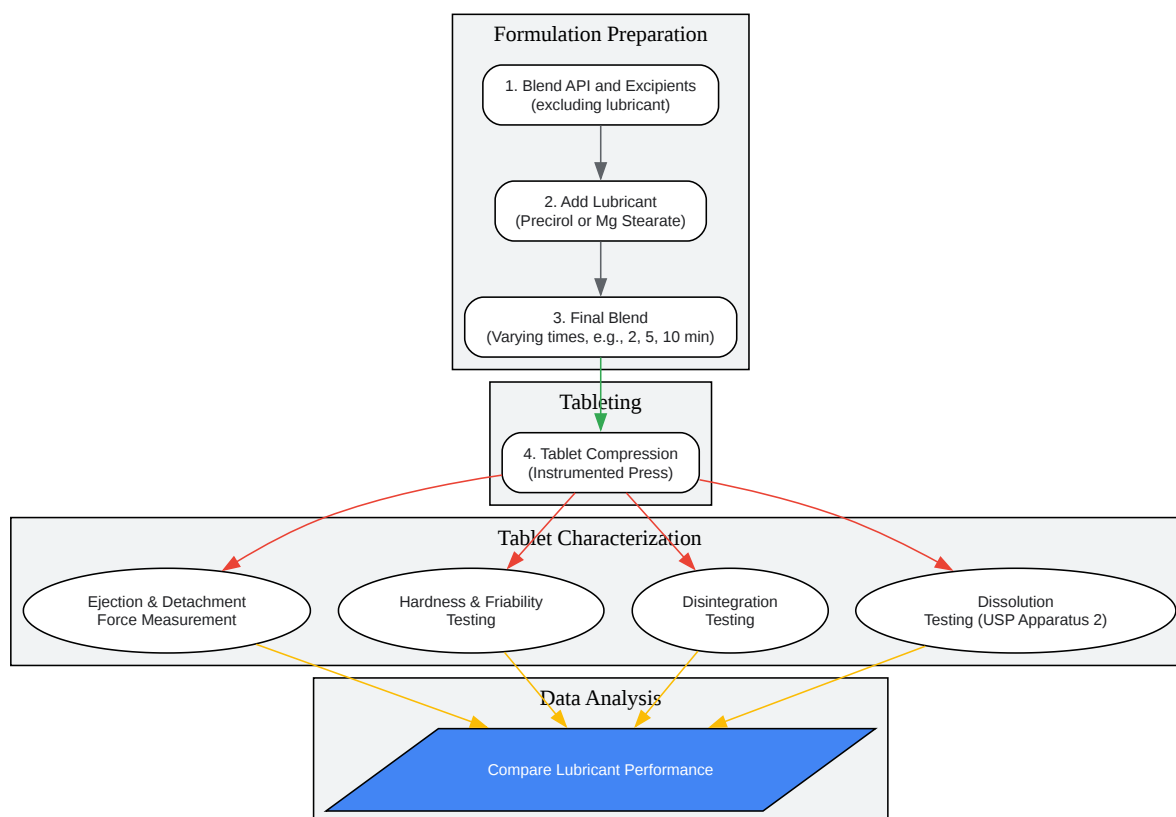 Formulation Preparation
1. Blend API and Excipients
(excluding lubricant)
2. Add Lubricant
(Precirol or Mg Stearate)
3. Final Blend
(Varying times, e.g., 2, 5, 10 min)
Tableting
4. Tablet Compression
(Instrumented Press)
Tablet Characterization
Ejection & Detachment
Force Measurement
Hardness & Friability
Testing
Disintegration
Testing
Dissolution
Testing (USP Apparatus 2)
Data Analysis
Compare Lubricant Performance